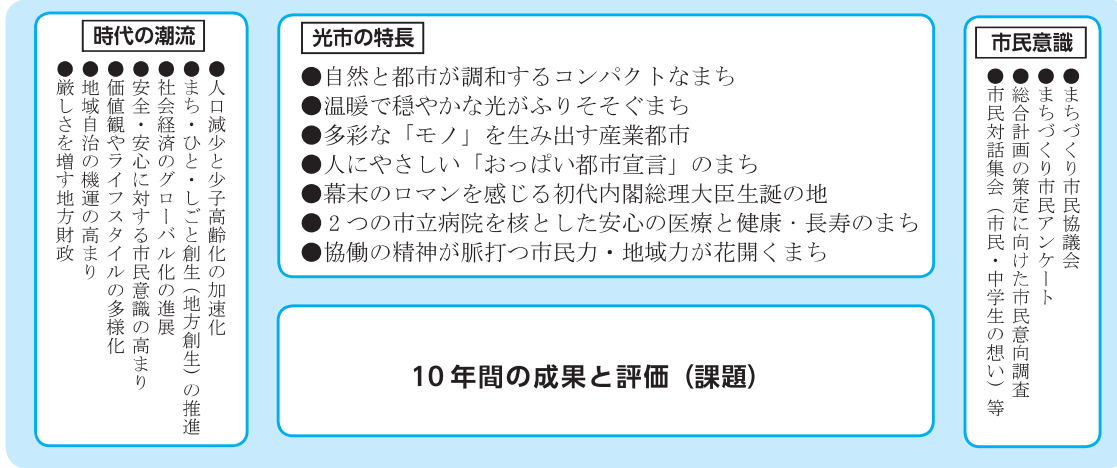 時代の潮流
●人口減少と少子高齢化の加速化
●まち・ひと・しごと創生（地方創生）の推進
●社会経済のグローバル化の進展
●安全・安心に対する市民意識の高まり
●価値観やライフスタイルの多様化
●地域自治の機運の高まり
●厳しさを増す地方財政
光市の特長
●自然と都市が調和するコンパクトなまち
●温暖で穏やかな光がふりそそぐまち
●多彩な「モノ」を生み出す産業都市
●人にやさしい「おっぱい都市宣言」のまち
●幕末のロマンを感じる初代内閣総理大臣生誕の地
●２つの市立病院を核とした安心の医療と健康・長寿のまち
●協働の精神が脈打つ市民力・地域力が花開くまち
10年間の成果と評価（課題）
市民意識
●まちづくり市民協議会
●まちづくり市民アンケート
●総合計画の策定に向けた市民意向調査
●市民対話集会（市民・中学生の想い）等